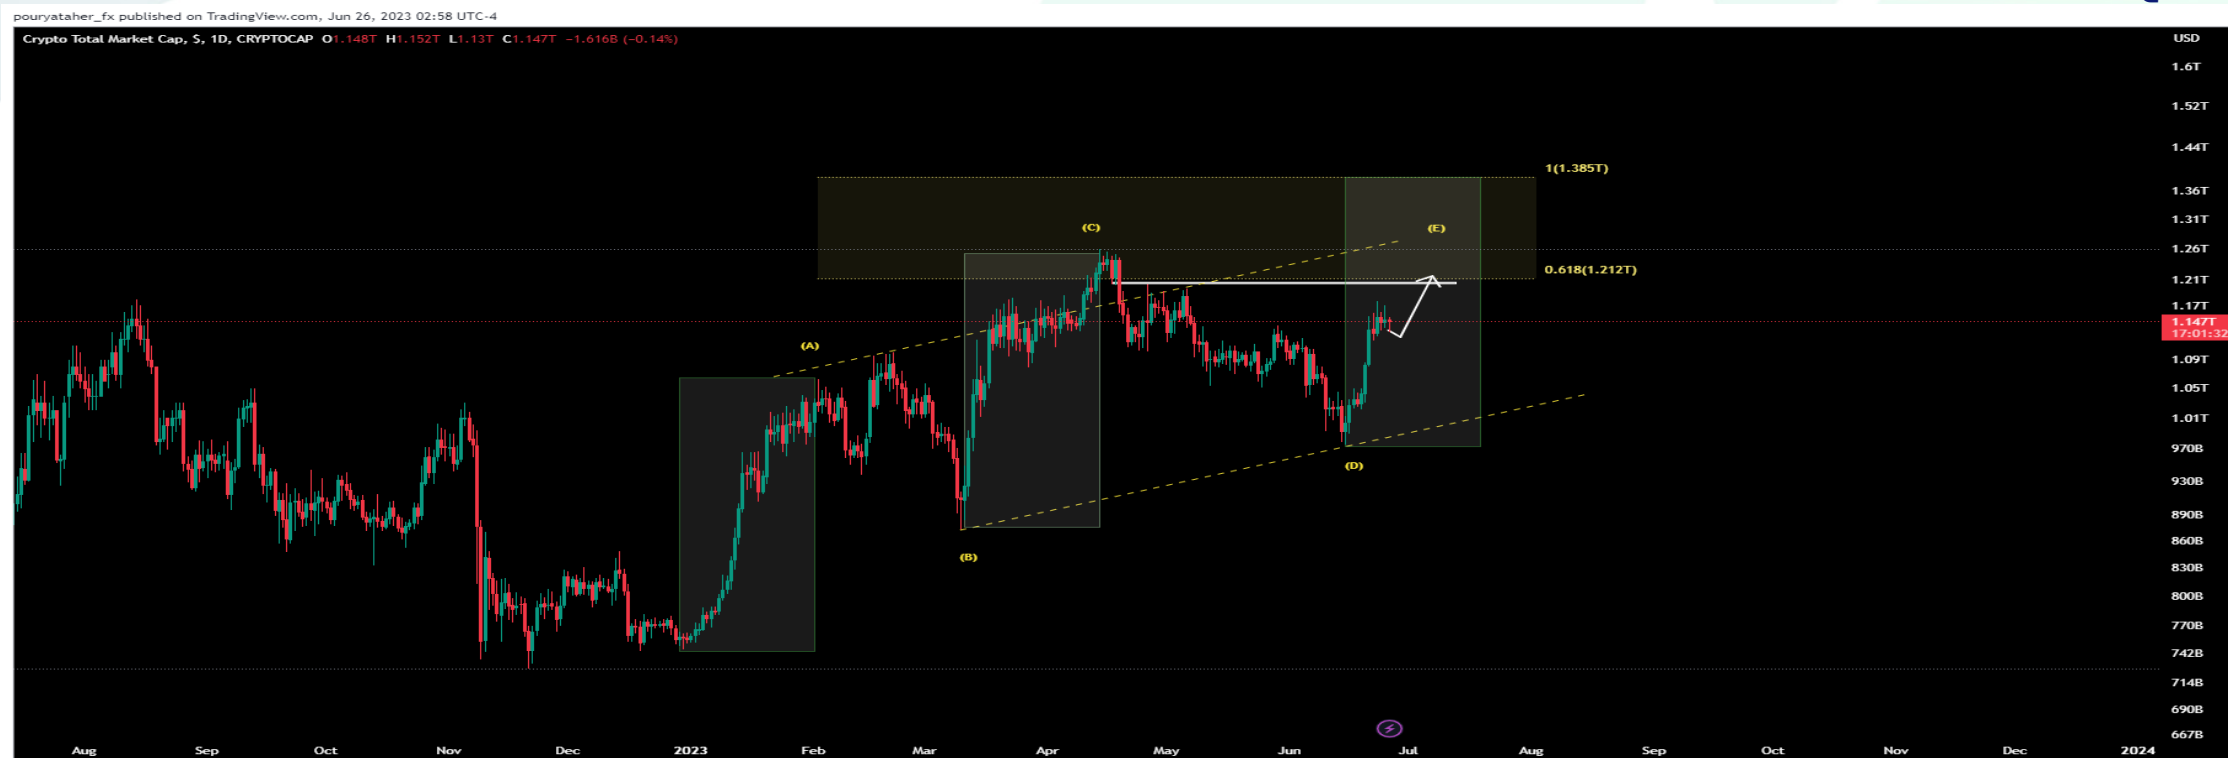 pouryataher_fx published on TradingView.com, Jun 26, 2023 02:58 UTC-4
Crypto Total Market Cap, $, 1D, CRYPTOCAP O1.148T H1.152T L1.13T C1.147T −1.616B (−0.14%)
USD
1.6T
1.52T
1.44T
1(1.385T)
1.36T
1.31T
(C)
(E)
1.26T
0.618(1.212T)
1.21T
1.17T
1.147T
17:01:32
(A)
1.09T
1.05T
1.01T
970B
(D)
930B
890B
860B
(B)
830B
800B
770B
742B
714B
690B
667B
Aug Sep Oct Nov Dec 2023 Feb Mar Apr May Jun Jul Aug Sep Oct Nov Dec 2024